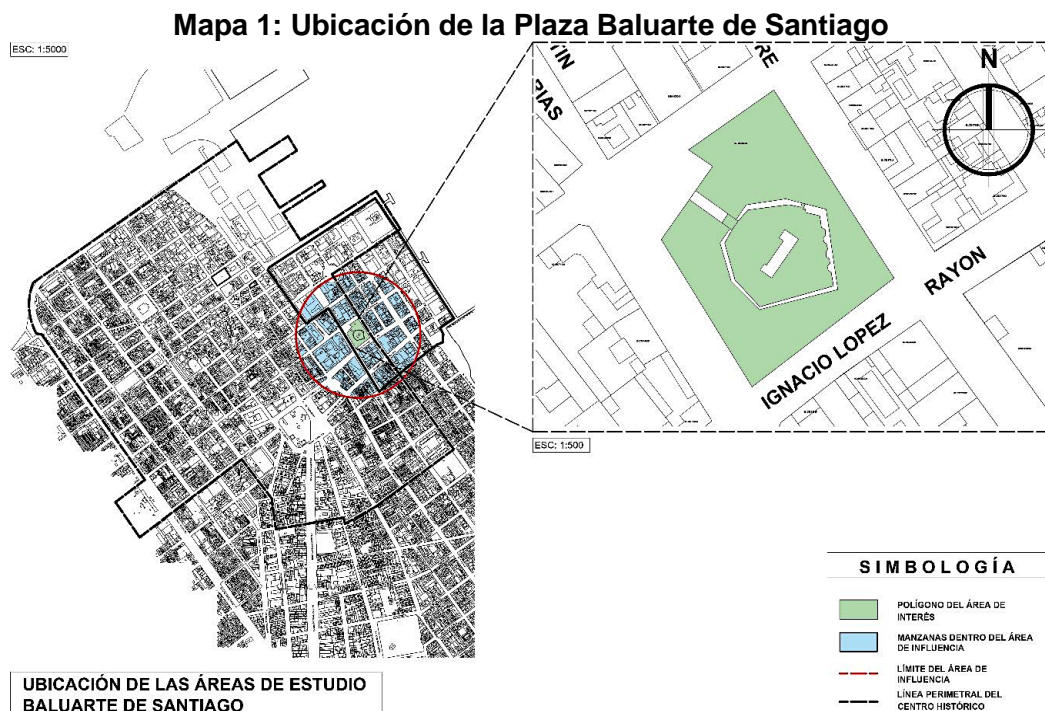 Mapa 1: Ubicación de la Plaza Baluarte de Santiago
ESC: 1:5000
N
RAYON
IGNACIO LOPEZ
ESC: 1:500
SIMBOLOGÍA
POLÍGONO DEL ÁREA DE
INTERÉS
MANZANAS DENTRO DEL ÁREA
DE INFLUENCIA
LÍMITE DEL ÁREA DE
INFLUENCIA
LÍNEA PERIMETRAL DEL
CENTRO HISTÓRICO
UBICACIÓN DE LAS ÁREAS DE ESTUDIO
BALUARTE DE SANTIAGO